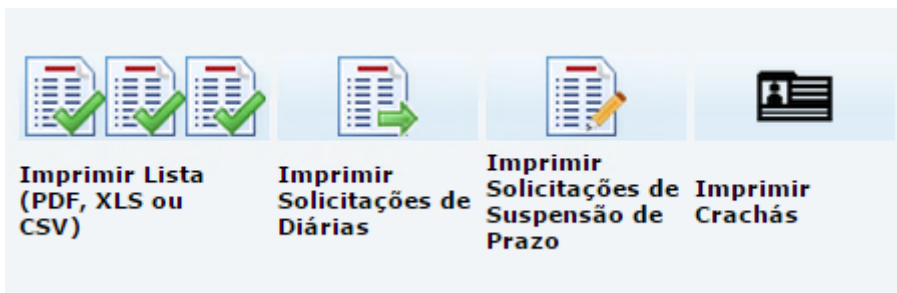 Imprimir Lista
(PDF, XLS ou
CSV)
Imprimir
Solicitações de
Diárias
Imprimir
Solicitações de
Suspensão de
Prazo
Imprimir
Crachás